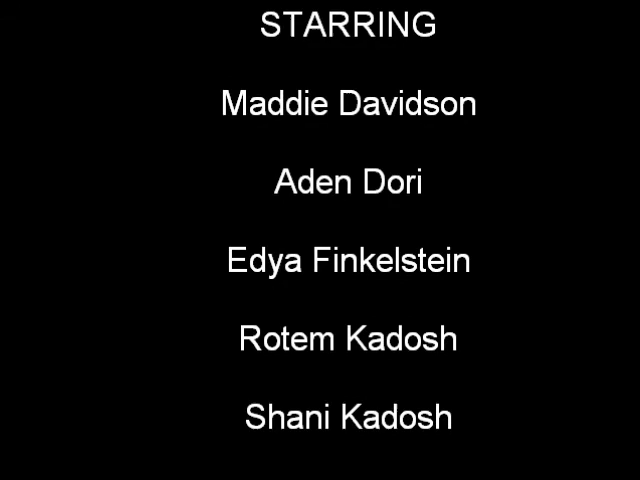 STARRING
Maddie Davidson
Aden Dori
Edya Finkelstein
Rotem Kadosh
Shani Kadosh